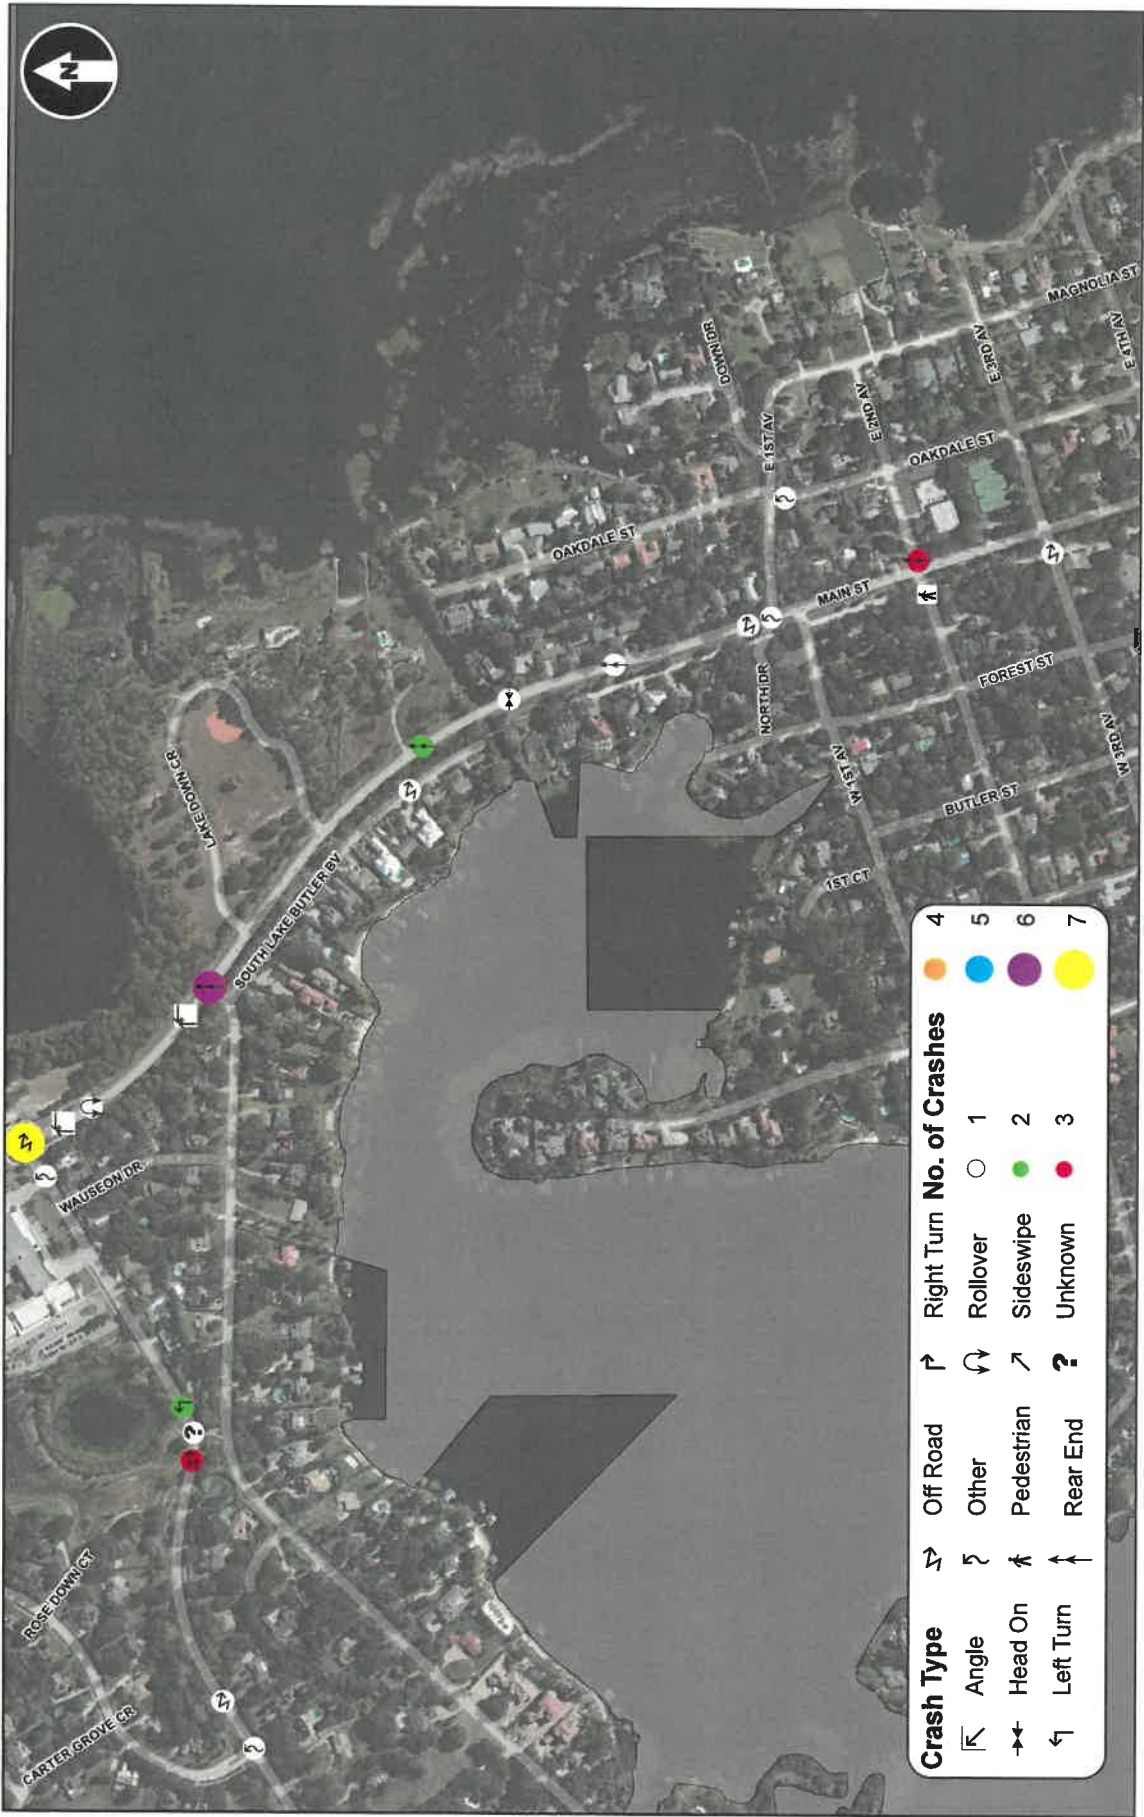 N
CARTER GROVE CR
ROSE DOWN CT
WAUSEON DR
SOUTH LAKE BUTLER BV
LAKE DOWN CR
OAKDALE ST
NORTH DR
MAIN ST
E 1ST AV
DOWN DR
E 2ND AV
OAKDALE ST
E 3RD AV
MAGNOLIA ST
E 4TH AV
FOREST ST
W 1ST AV
BUTLER ST
W 3RD AV
1ST CT
?
Crash Type
Angle
Head On
Left Turn
Off Road
Other
Pedestrian
Rear End
Right Turn
Rollover
Sideswipe
? Unknown
No. of Crashes
1
2
3
4
5
6
7